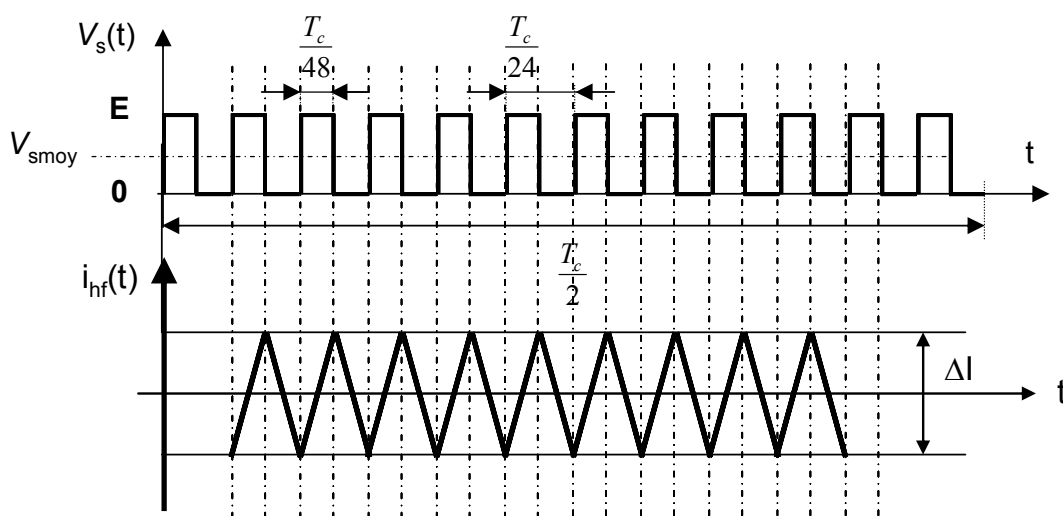 V_s(t)
T_c/48
T_c/24
E
V_smoy
t
0
T_c/2
i_hf(t)
ΔI
t